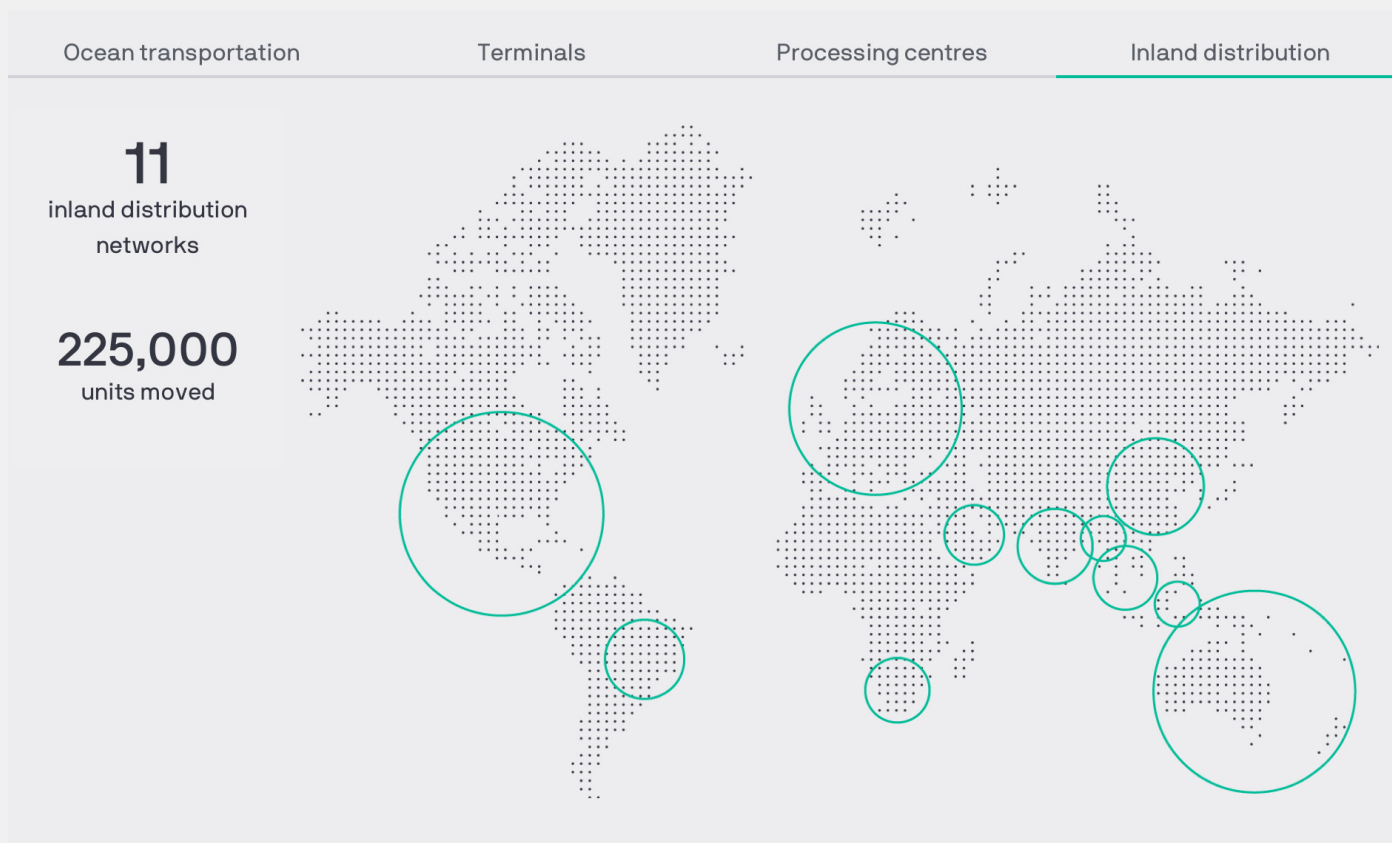 Ocean transportation
Terminals
Processing centres
Inland distribution
11
inland distribution
networks
225,000
units moved